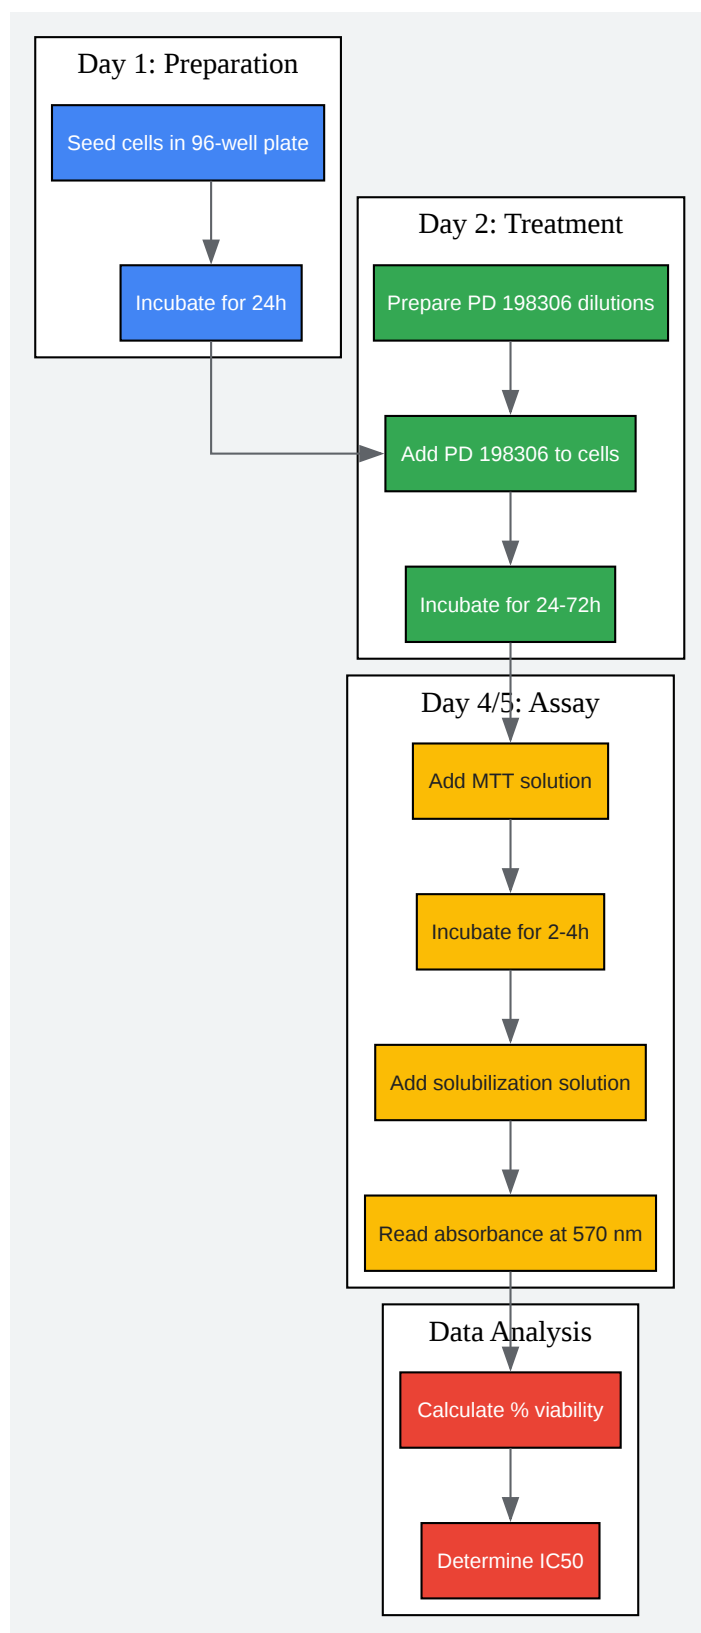 Day 1: Preparation
Seed cells in 96-well plate
Incubate for 24h
Day 2: Treatment
Prepare PD 198306 dilutions
Add PD 198306 to cells
Incubate for 24-72h
Day 4/5: Assay
Add MTT solution
Incubate for 2-4h
Add solubilization solution
Read absorbance at 570 nm
Data Analysis
Calculate % viability
Determine IC50